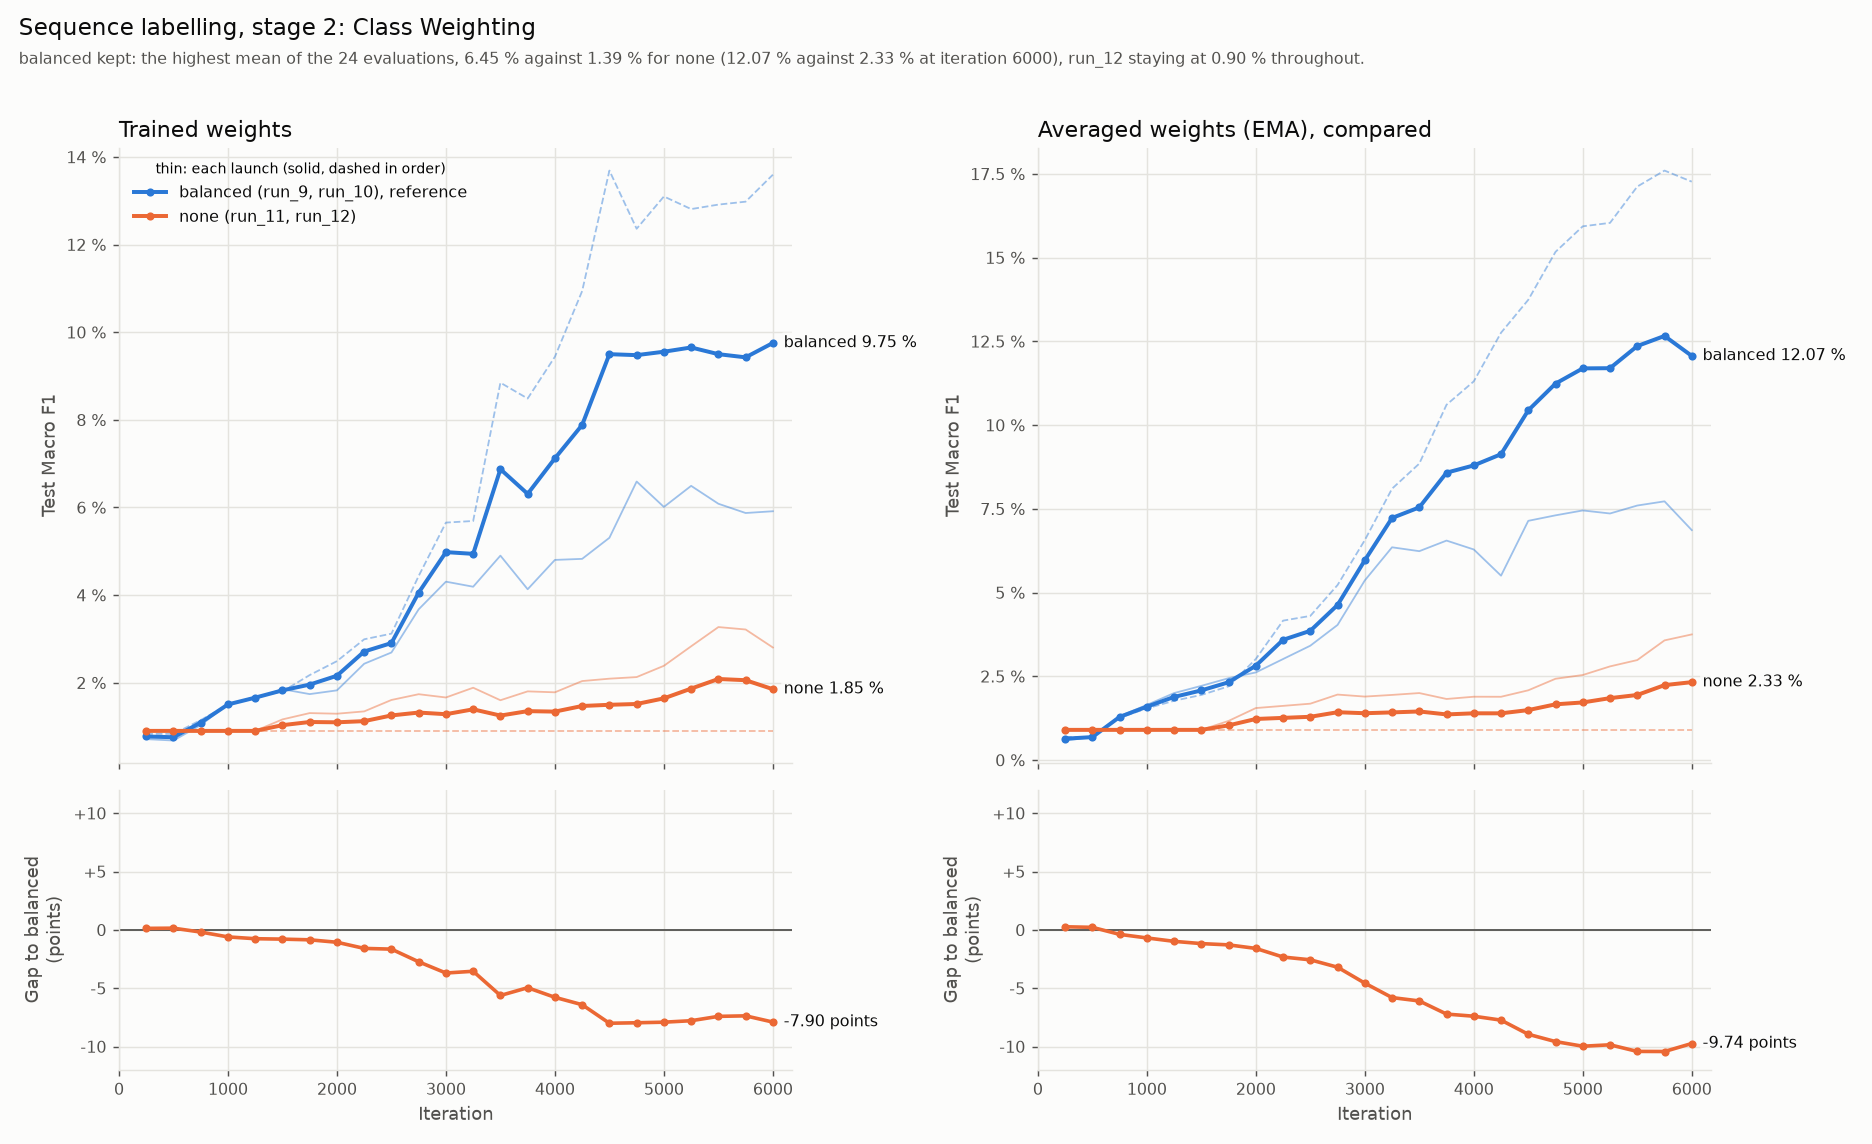 Sequence labelling, stage 2: Class Weighting
balanced kept: the highest mean of the 24 evaluations, 6.45 % against 1.39 % for none (12.07 % against 2.33 % at iteration 6000), run_12 staying at 0.90 % throughout.
Trained weights
thin: each launch (solid, dashed in order)
balanced (run_9, run_10), reference
none (run_11, run_12)
14 %
12 %
10 %
8 %
6 %
4 %
2 %
Test Macro F1
balanced 9.75 %
none 1.85 %
+10
+5
0
-5
-10
Gap to balanced
(points)
-7.90 points
0 1000 2000 3000 4000 5000 6000
Iteration
Averaged weights (EMA), compared
17.5 %
15 %
12.5 %
10 %
7.5 %
5 %
2.5 %
0 %
Test Macro F1
balanced 12.07 %
none 2.33 %
+10
+5
0
-5
-10
Gap to balanced
(points)
-9.74 points
0 1000 2000 3000 4000 5000 6000
Iteration